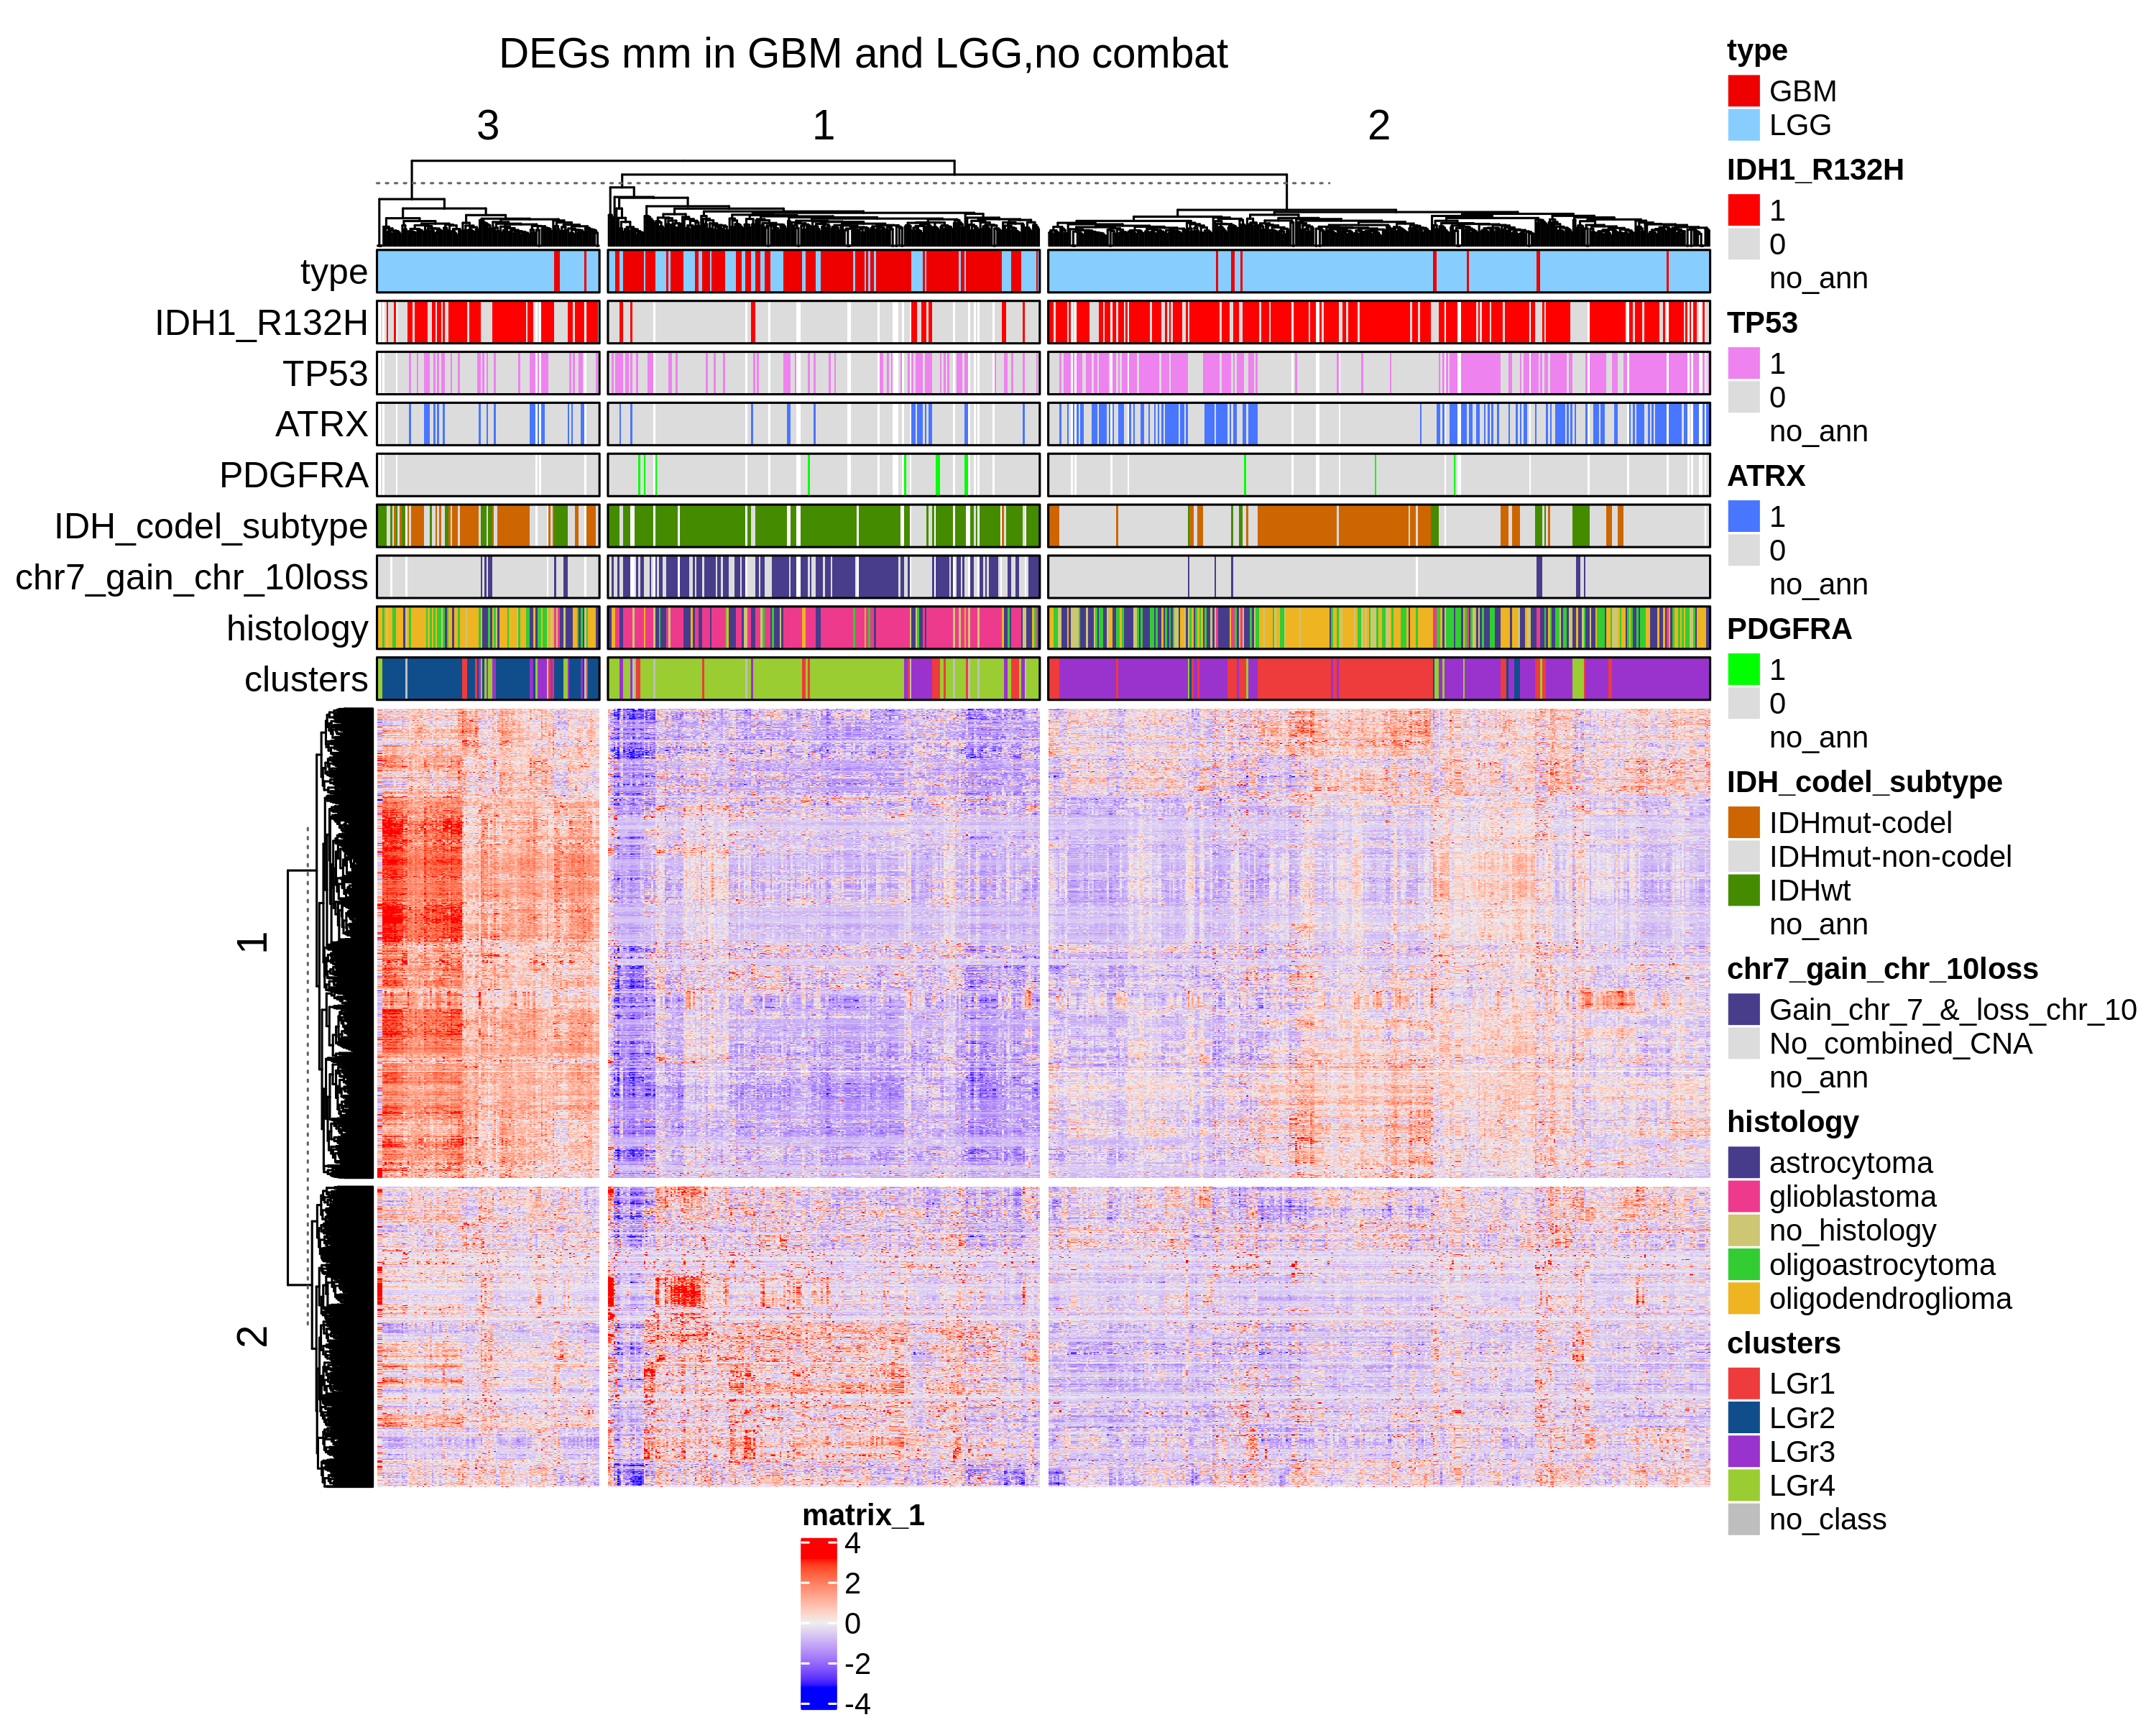 DEGs mm in GBM and LGG,no combat
3
1
2
type
IDH1_R132H
TP53
ATRX
PDGFRA
IDH_codel_subtype
chr7_gain_chr_10loss
histology
clusters
1
2
matrix_1
4
2
0
-2
-4
type
GBM
LGG
IDH1_R132H
1
0
no_ann
TP53
1
0
no_ann
ATRX
1
0
no_ann
PDGFRA
1
0
no_ann
IDH_codel_subtype
IDHmut-codel
IDHmut-non-codel
IDHwt
no_ann
chr7_gain_chr_10loss
Gain_chr_7_&_loss_chr_10
No_combined_CNA
no_ann
histology
astrocytoma
glioblastoma
no_histology
oligoastrocytoma
oligodendroglioma
clusters
LGr1
LGr2
LGr3
LGr4
no_class